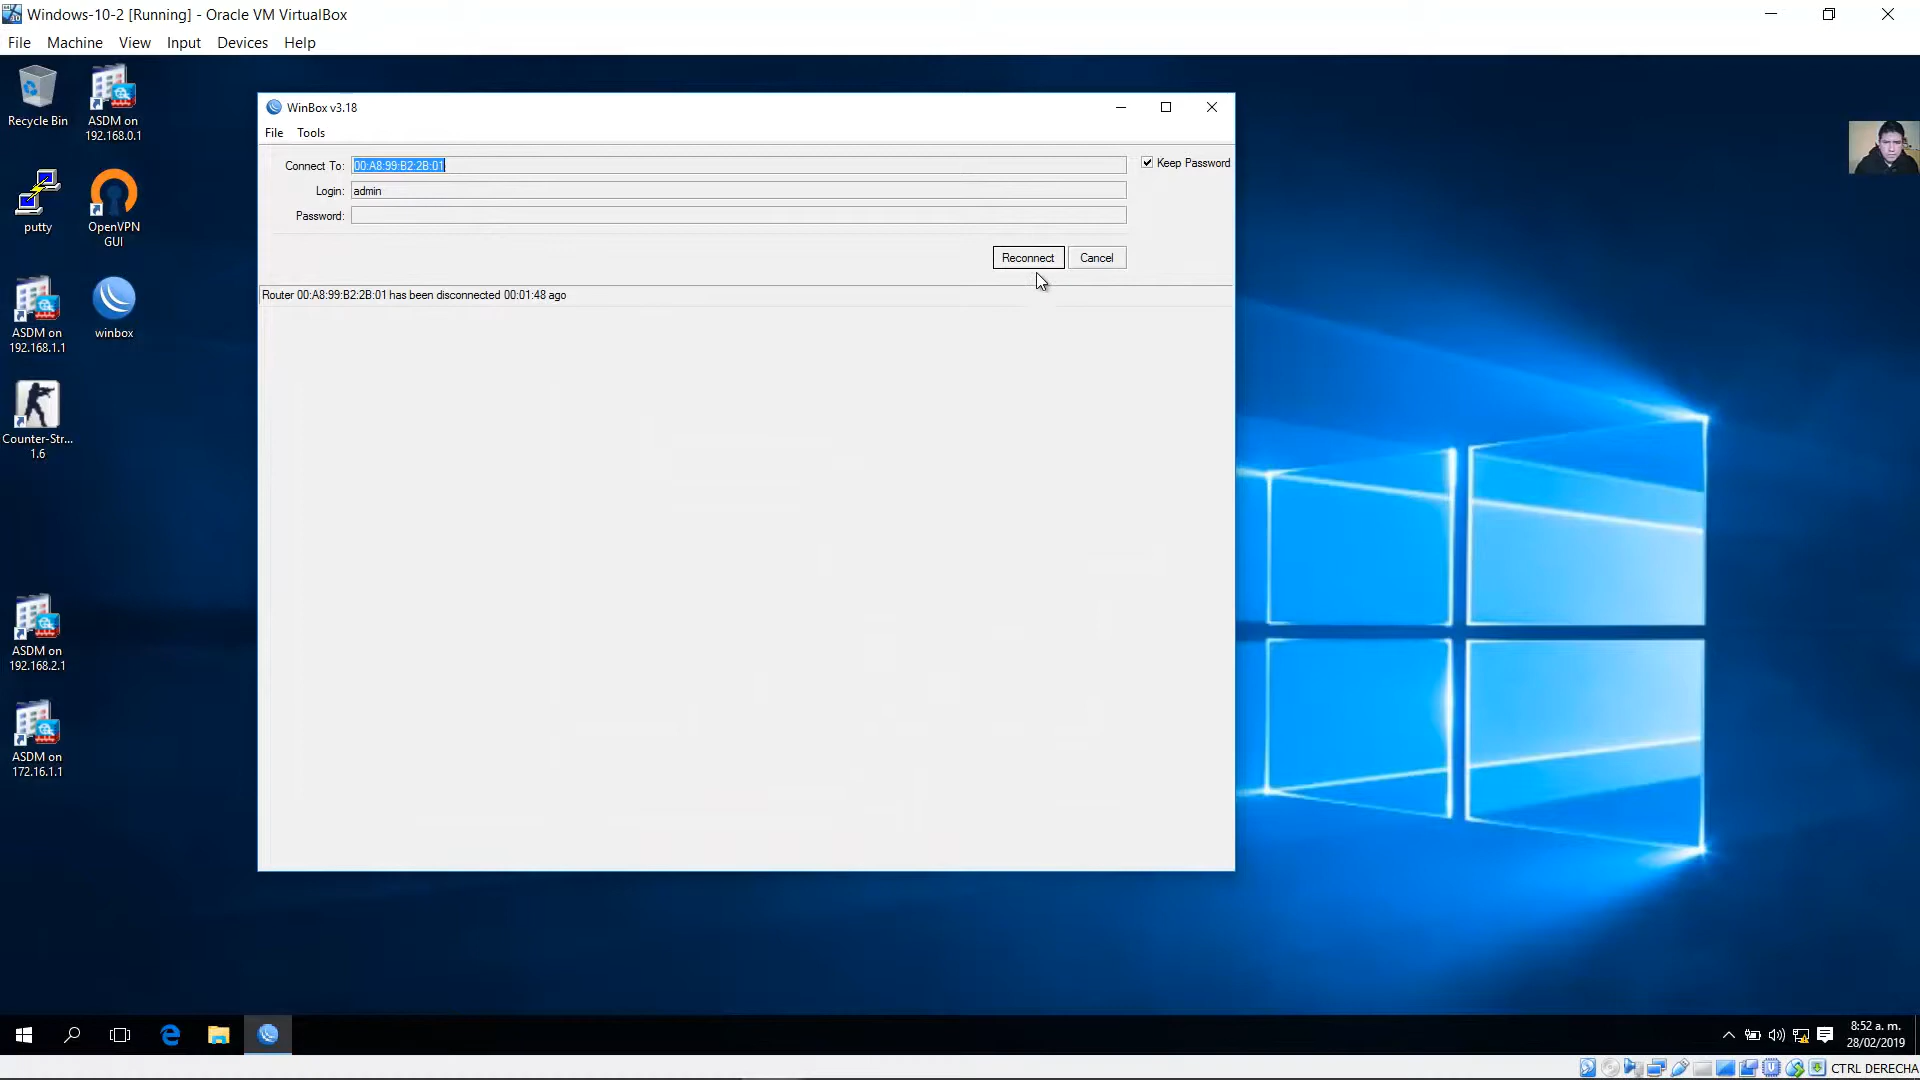 Windows-10-2 [Running] - Oracle VM VirtualBox
File Machine View Input Devices Help
Recycle Bin
ASDM on
192.168.0.1
putty
OpenVPN
GUI
ASDM on
192.168.1.1
winbox
Counter-Str...
1.6
ASDM on
192.168.2.1
ASDM on
172.16.1.1
WinBox v3.18
File Tools
Connect To: 00:A8:99:B2:2B:01
Keep Password
Login: admin
Password:
Reconnect Cancel
Router 00:A8:99:B2:2B:01 has been disconnected 00:01:48 ago
8:52 a. m.
28/02/2019
CTRL DERECHA